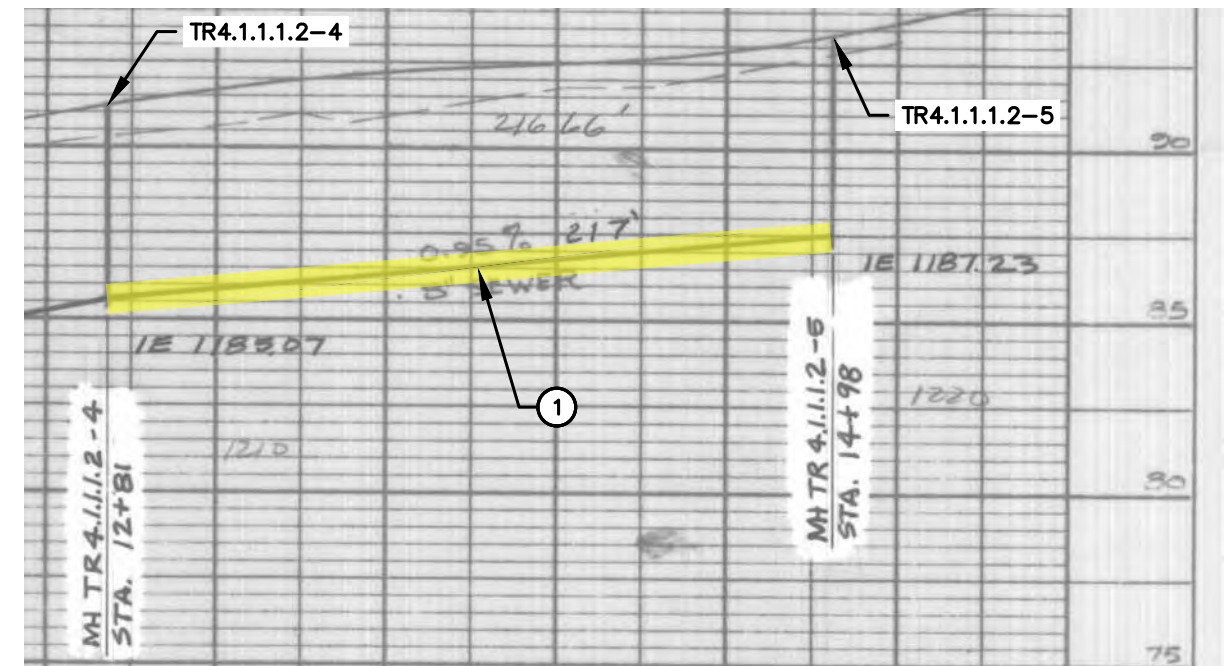 TR4.1.1.1.2-4
TR4.1.1.1.2-5
216.66'
90
0.95% 217'
8" SEWER
IE 1187.23
85
IE 1185.07
1
1220
1210
80
MH TR 4.1.1.1.2-4
STA. 12+81
MH TR 4.1.1.1.2-5
STA. 14+98
75